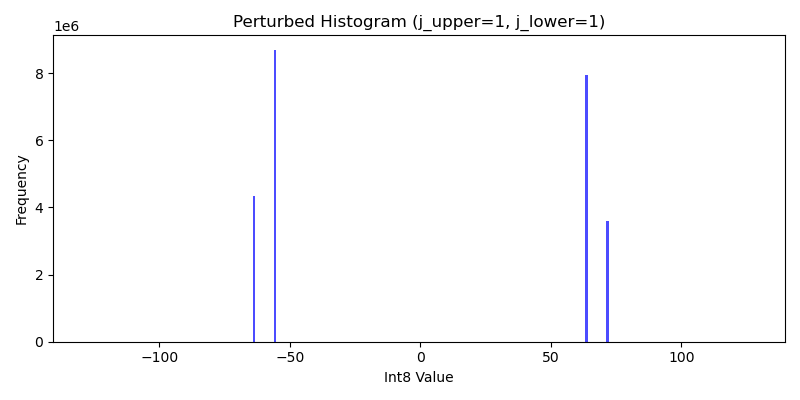 Perturbed Histogram (j_upper=1, j_lower=1)
1e6
8
6
4
2
0
Frequency
−100 −50 0 50 100
Int8 Value